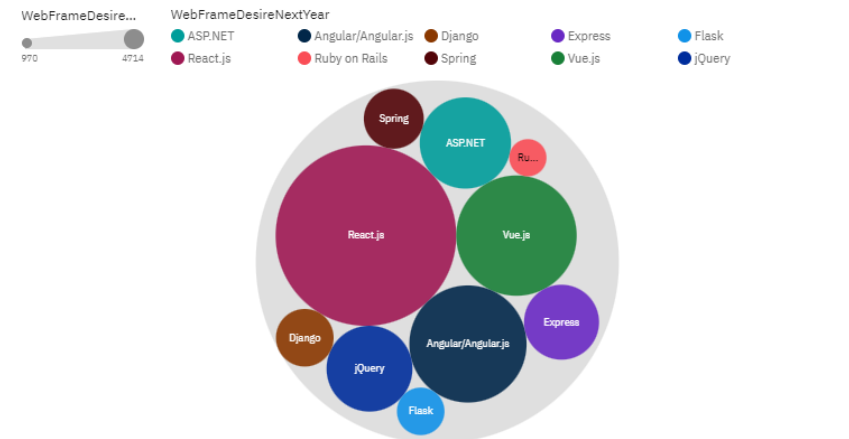 WebFrameDesire...
970
4714
WebFrameDesireNextYear
ASP.NET
Angular/Angular.js
Django
Express
Flask
React.js
Ruby on Rails
Spring
Vue.js
jQuery
Spring
ASP.NET
Ru...
React.js
Vue.js
Express
Django
Angular/Angular.js
jQuery
Flask